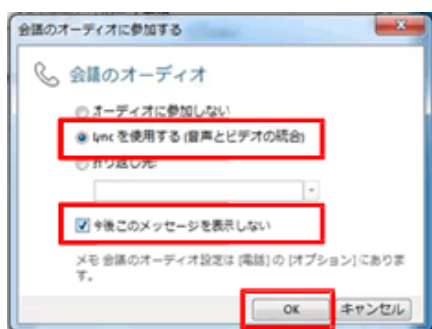 会議のオーディオに参加する
会議のオーディオ
オーディオに参加しない
Lync を使用する (音声とビデオの統合)
折り返し先:
今後このメッセージを表示しない
メモ 会議のオーディオ設定は [電話] の [オプション] にありま
す。
OK キャンセル